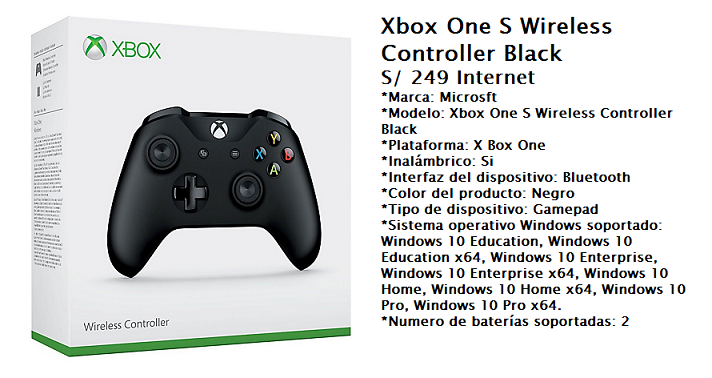 XBOX
Y
X
B
A
Wireless Controller
Xbox One S Wireless
Controller Black
S/ 249 Internet
*Marca: Microsft
*Modelo: Xbox One S Wireless Controller
Black
*Plataforma: X Box One
*Inalámbrico: Si
*Interfaz del dispositivo: Bluetooth
*Color del producto: Negro
*Tipo de dispositivo: Gamepad
*Sistema operativo Windows soportado:
Windows 10 Education, Windows 10
Education x64, Windows 10 Enterprise,
Windows 10 Enterprise x64, Windows 10
Home, Windows 10 Home x64, Windows 10
Pro, Windows 10 Pro x64.
*Numero de baterías soportadas: 2